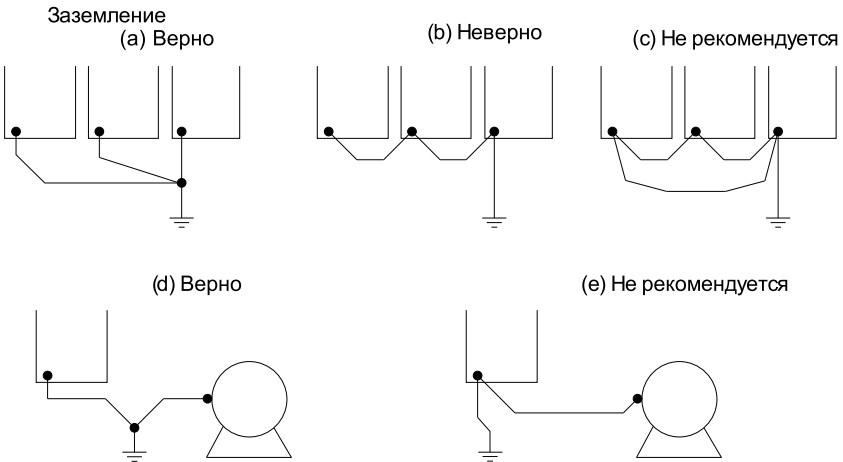 Заземление
(a) Верно
(b) Неверно
(c) Не рекомендуется
(d) Верно
(e) Не рекомендуется